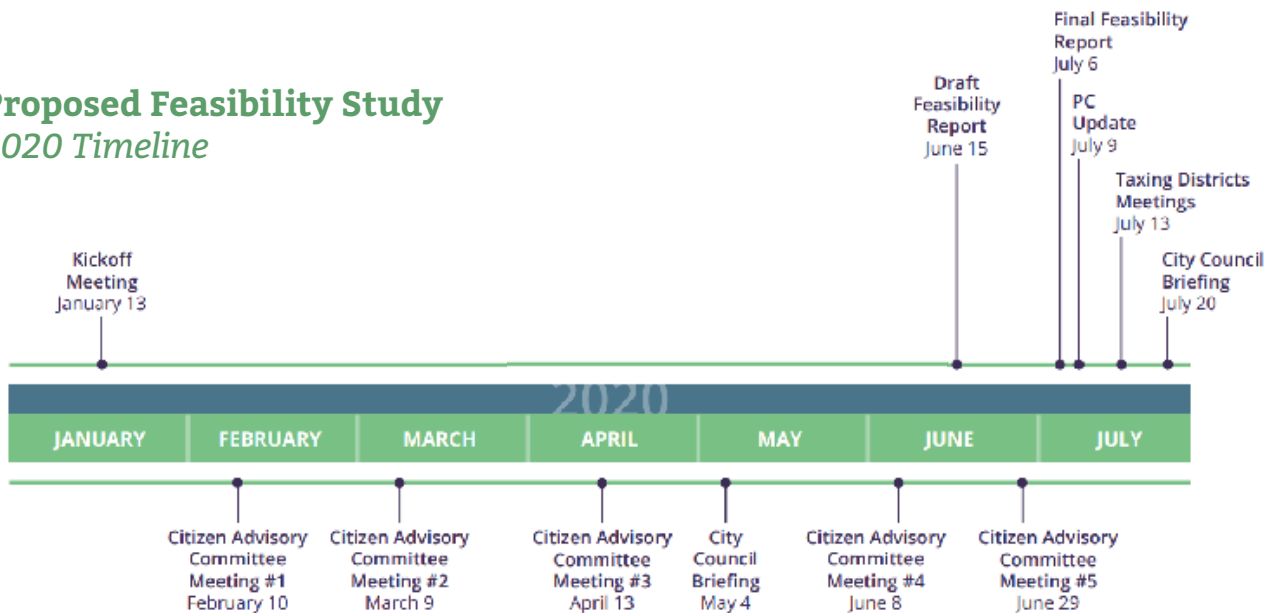 Proposed Feasibility Study
2020 Timeline
Final Feasibility
Report
July 6
Draft
Feasibility
Report
June 15
PC
Update
July 9
Taxing Districts
Meetings
July 13
City Council
Briefing
July 20
Kickoff
Meeting
January 13
2020
JANUARY
FEBRUARY
MARCH
APRIL
MAY
JUNE
JULY
Citizen Advisory
Committee
Meeting #1
February 10
Citizen Advisory
Committee
Meeting #2
March 9
Citizen Advisory
Committee
Meeting #3
April 13
City
Council
Briefing
May 4
Citizen Advisory
Committee
Meeting #4
June 8
Citizen Advisory
Committee
Meeting #5
June 29